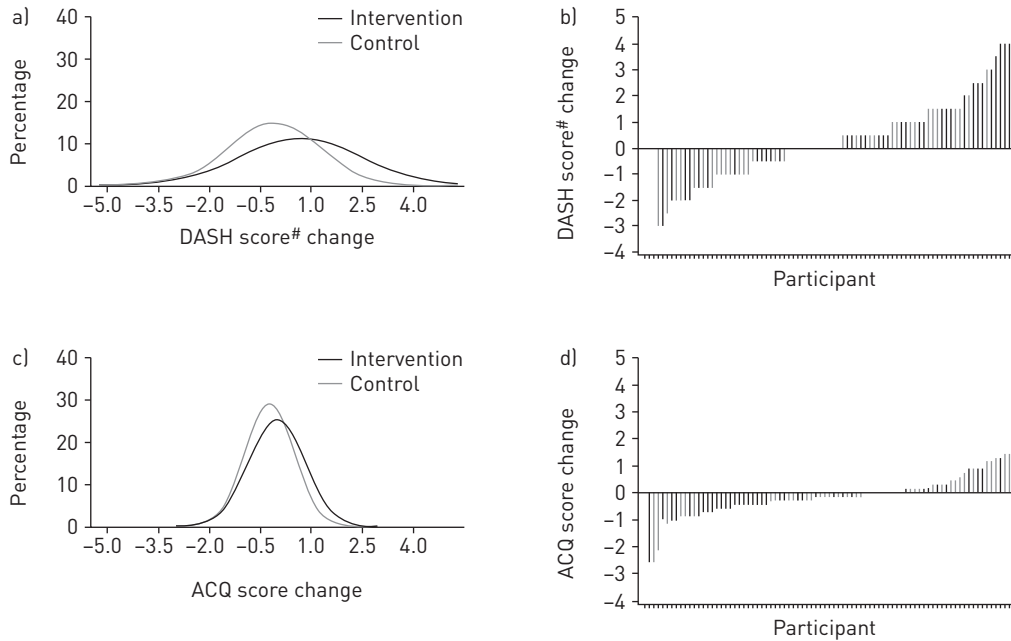 a)
40
30
20
10
0
Percentage
Intervention
Control
−5.0 −3.5 −2.0 −0.5 1.0 2.5 4.0
DASH score# change
b)
5
4
3
2
1
0
−1
−2
−3
−4
DASH score# change
Participant
c)
40
30
20
10
0
Percentage
Intervention
Control
−5.0 −3.5 −2.0 −0.5 1.0 2.5 4.0
ACQ score change
d)
5
4
3
2
1
0
−1
−2
−3
−4
ACQ score change
Participant